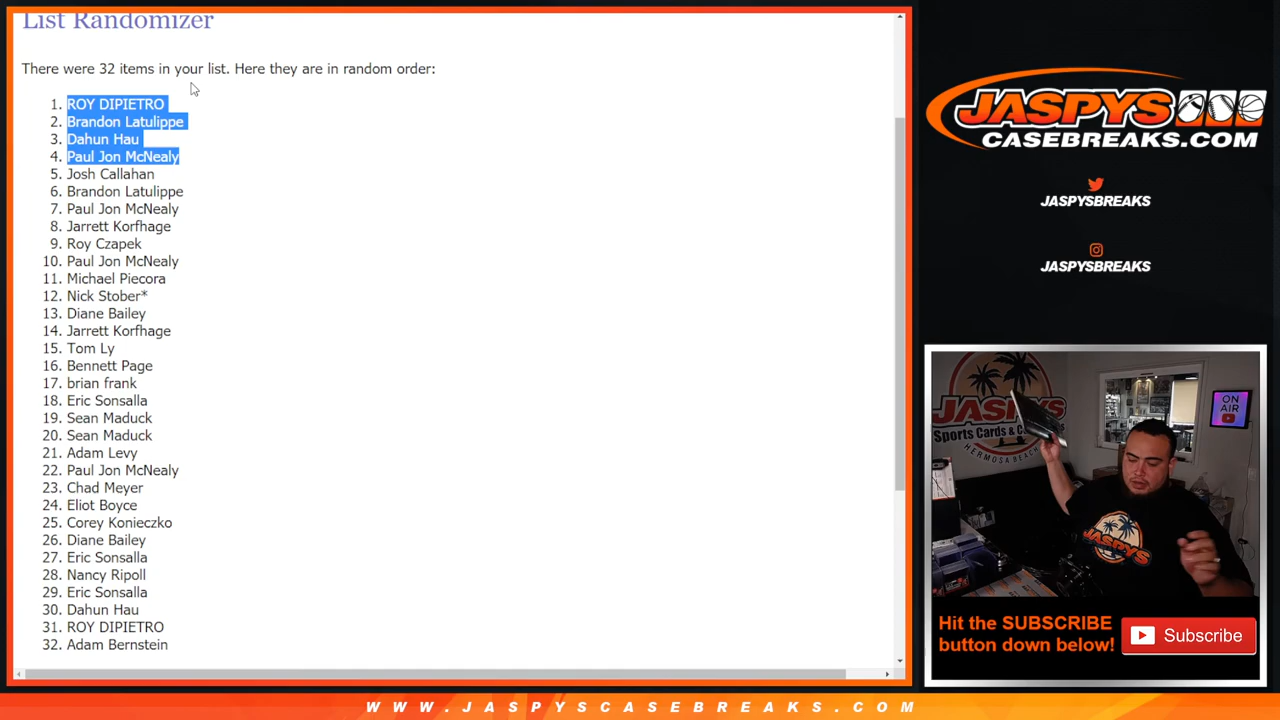 List Randomizer
There were 32 items in your list. Here they are in random order:
1. ROY DIPIETRO
2. Brandon Latulippe
3. Dahun Hau
4. Paul Jon McNealy
5. Josh Callahan
6. Brandon Latulippe
7. Paul Jon McNealy
8. Jarrett Korfhage
9. Roy Czapek
10. Paul Jon McNealy
11. Michael Piecora
12. Nick Stober*
13. Diane Bailey
14. Jarrett Korfhage
15. Tom Ly
16. Bennett Page
17. brian frank
18. Eric Sonsalla
19. Sean Maduck
20. Sean Maduck
21. Adam Levy
22. Paul Jon McNealy
23. Chad Meyer
24. Eliot Boyce
25. Corey Konieczko
26. Diane Bailey
27. Eric Sonsalla
28. Nancy Ripoll
29. Eric Sonsalla
30. Dahun Hau
31. ROY DIPIETRO
32. Adam Bernstein
JASPYS
CASEBREAKS.COM
JASPYSBREAKS
JASPYSBREAKS
JASPYS
Sports Cards & C
HERMOSA BEACH
ON
AIR
JASPYS
Hit the SUBSCRIBE
button down below!
Subscribe
WWW.JASPYSCASEBREAKS.COM